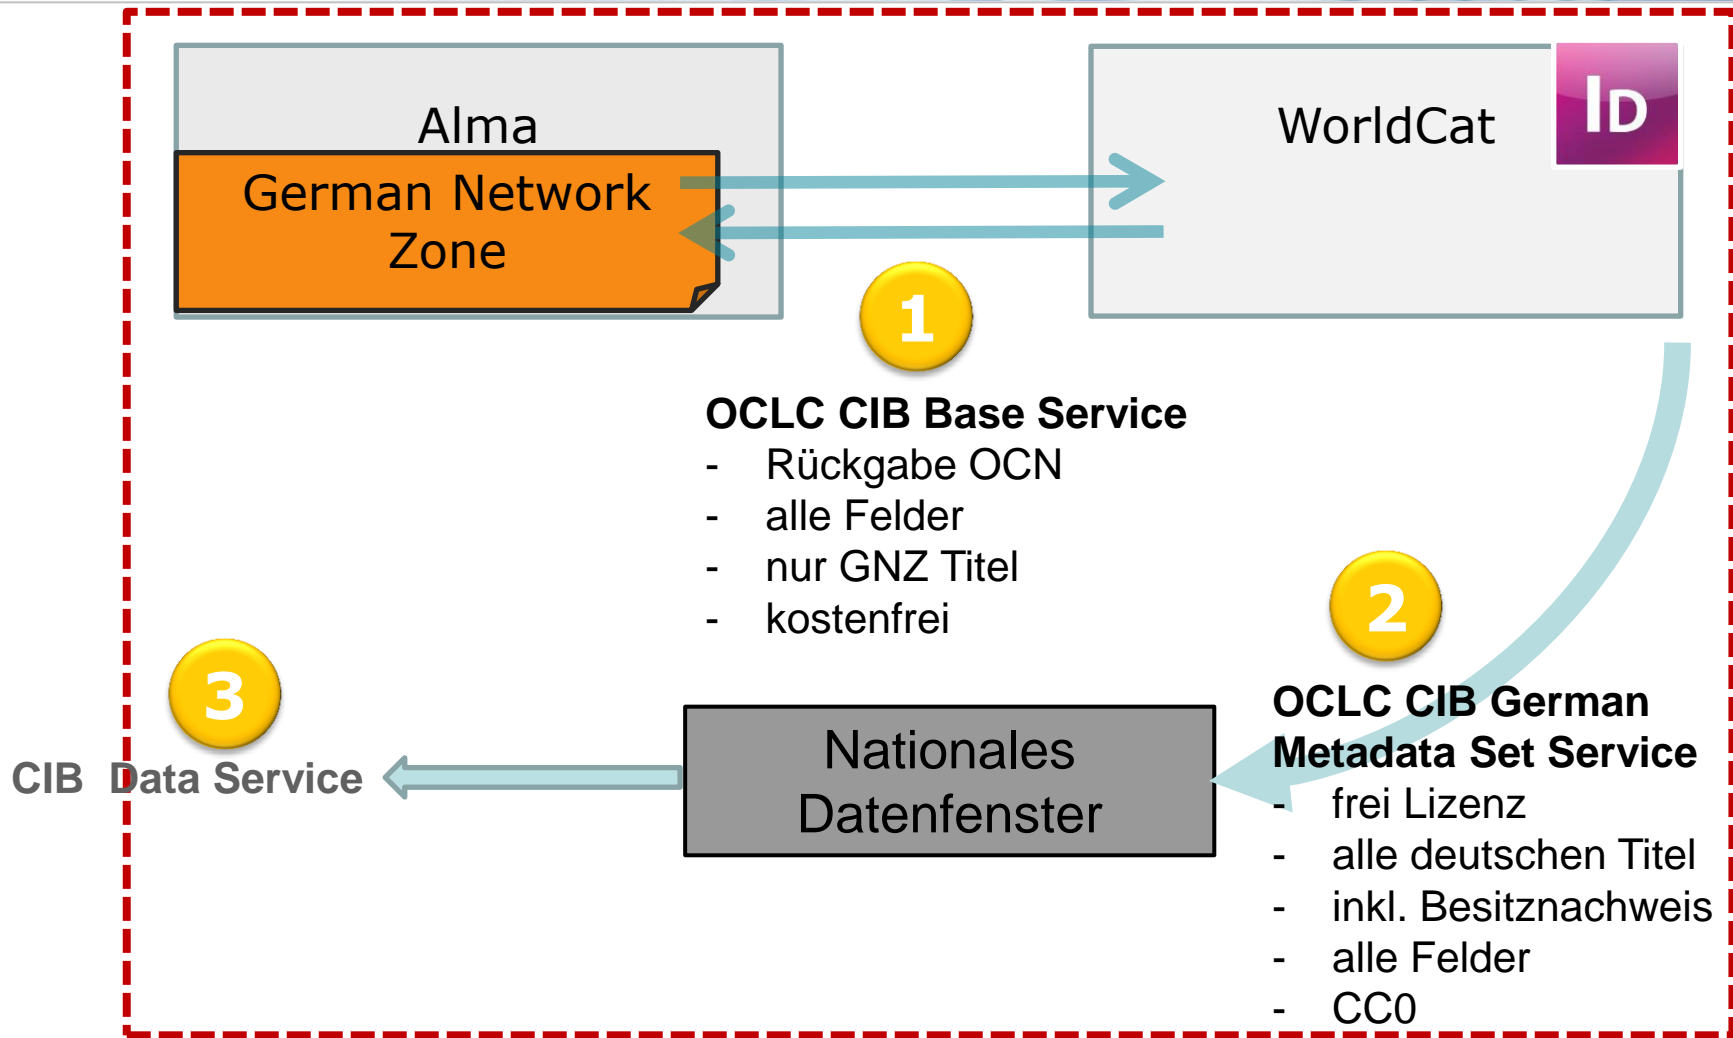 Alma
German Network
Zone
WorldCat
ID
1
OCLC CIB Base Service
- Rückgabe OCN
- alle Felder
- nur GNZ Titel
- kostenfrei
2
OCLC CIB German
Metadata Set Service
- frei Lizenz
- alle deutschen Titel
- inkl. Besitznachweis
- alle Felder
- CC0
3
CIB Data Service
Nationales
Datenfenster